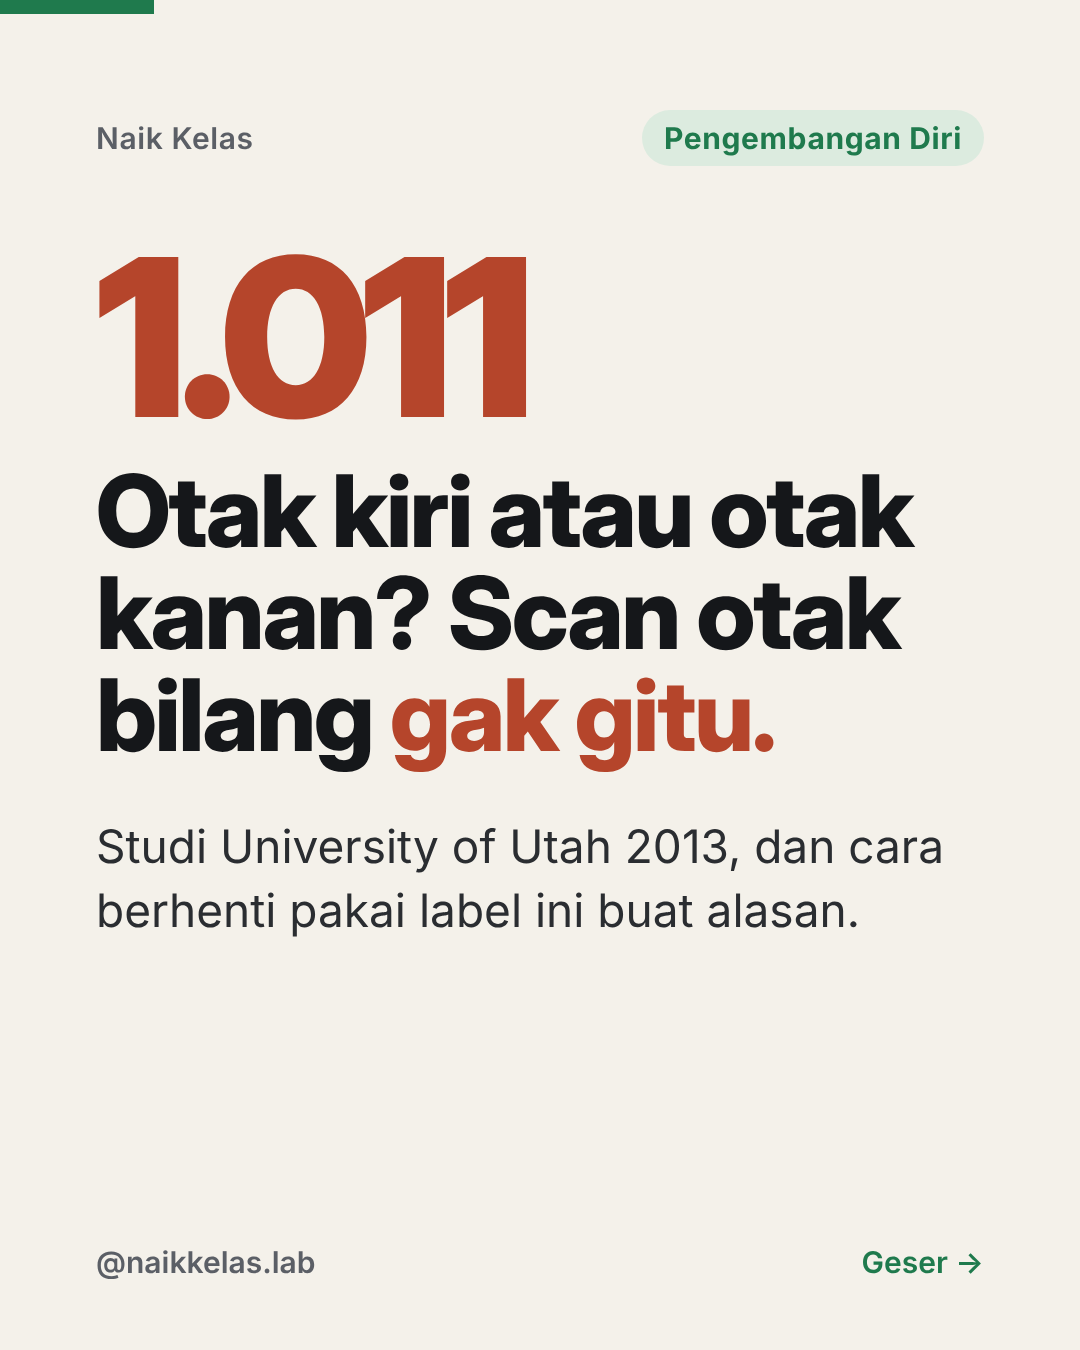 Naik Kelas
Pengembangan Diri
1.011
Otak kiri atau otak
kanan? Scan otak
bilang gak gitu.
Studi University of Utah 2013, dan cara
berhenti pakai label ini buat alasan.
@naikkelas.lab
Geser →